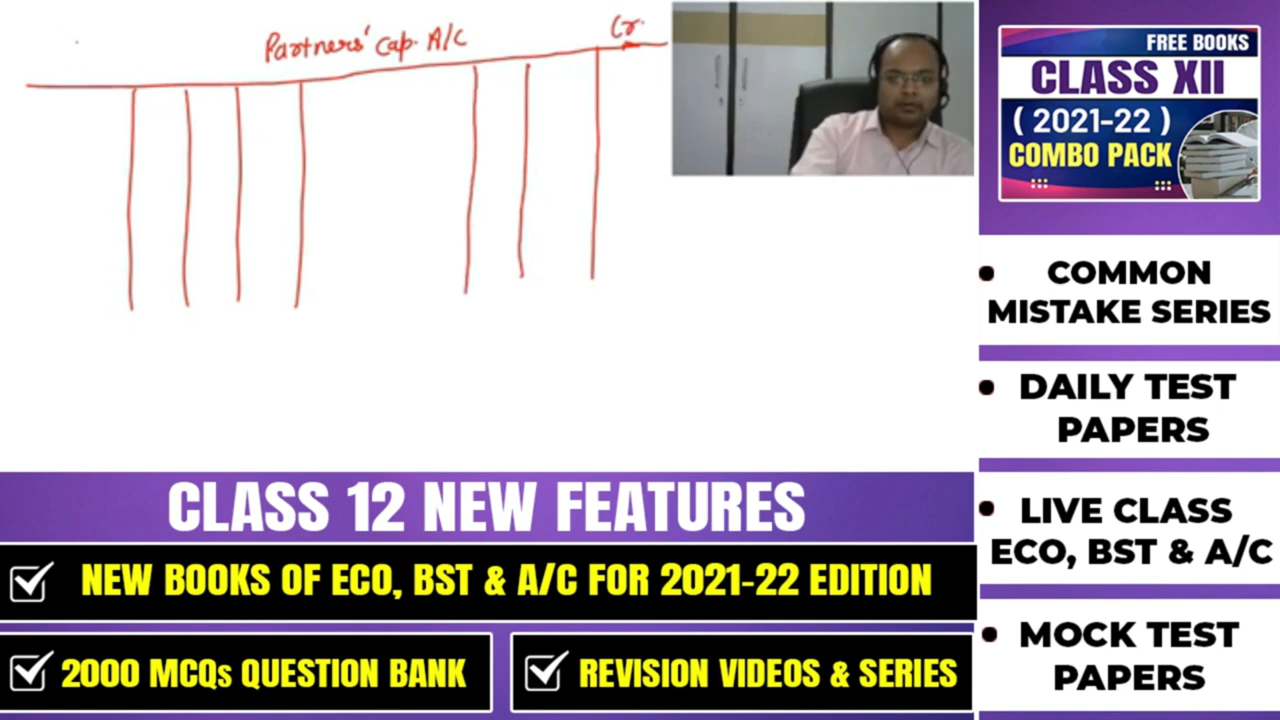 Partners' Cap. A/C
Cr.
FREE BOOKS
CLASS XII
( 2021-22 )
COMBO PACK
• COMMON
MISTAKE SERIES
• DAILY TEST
PAPERS
• LIVE CLASS
ECO, BST & A/C
• MOCK TEST
PAPERS
CLASS 12 NEW FEATURES
NEW BOOKS OF ECO, BST & A/C FOR 2021-22 EDITION
2000 MCQs QUESTION BANK
REVISION VIDEOS & SERIES